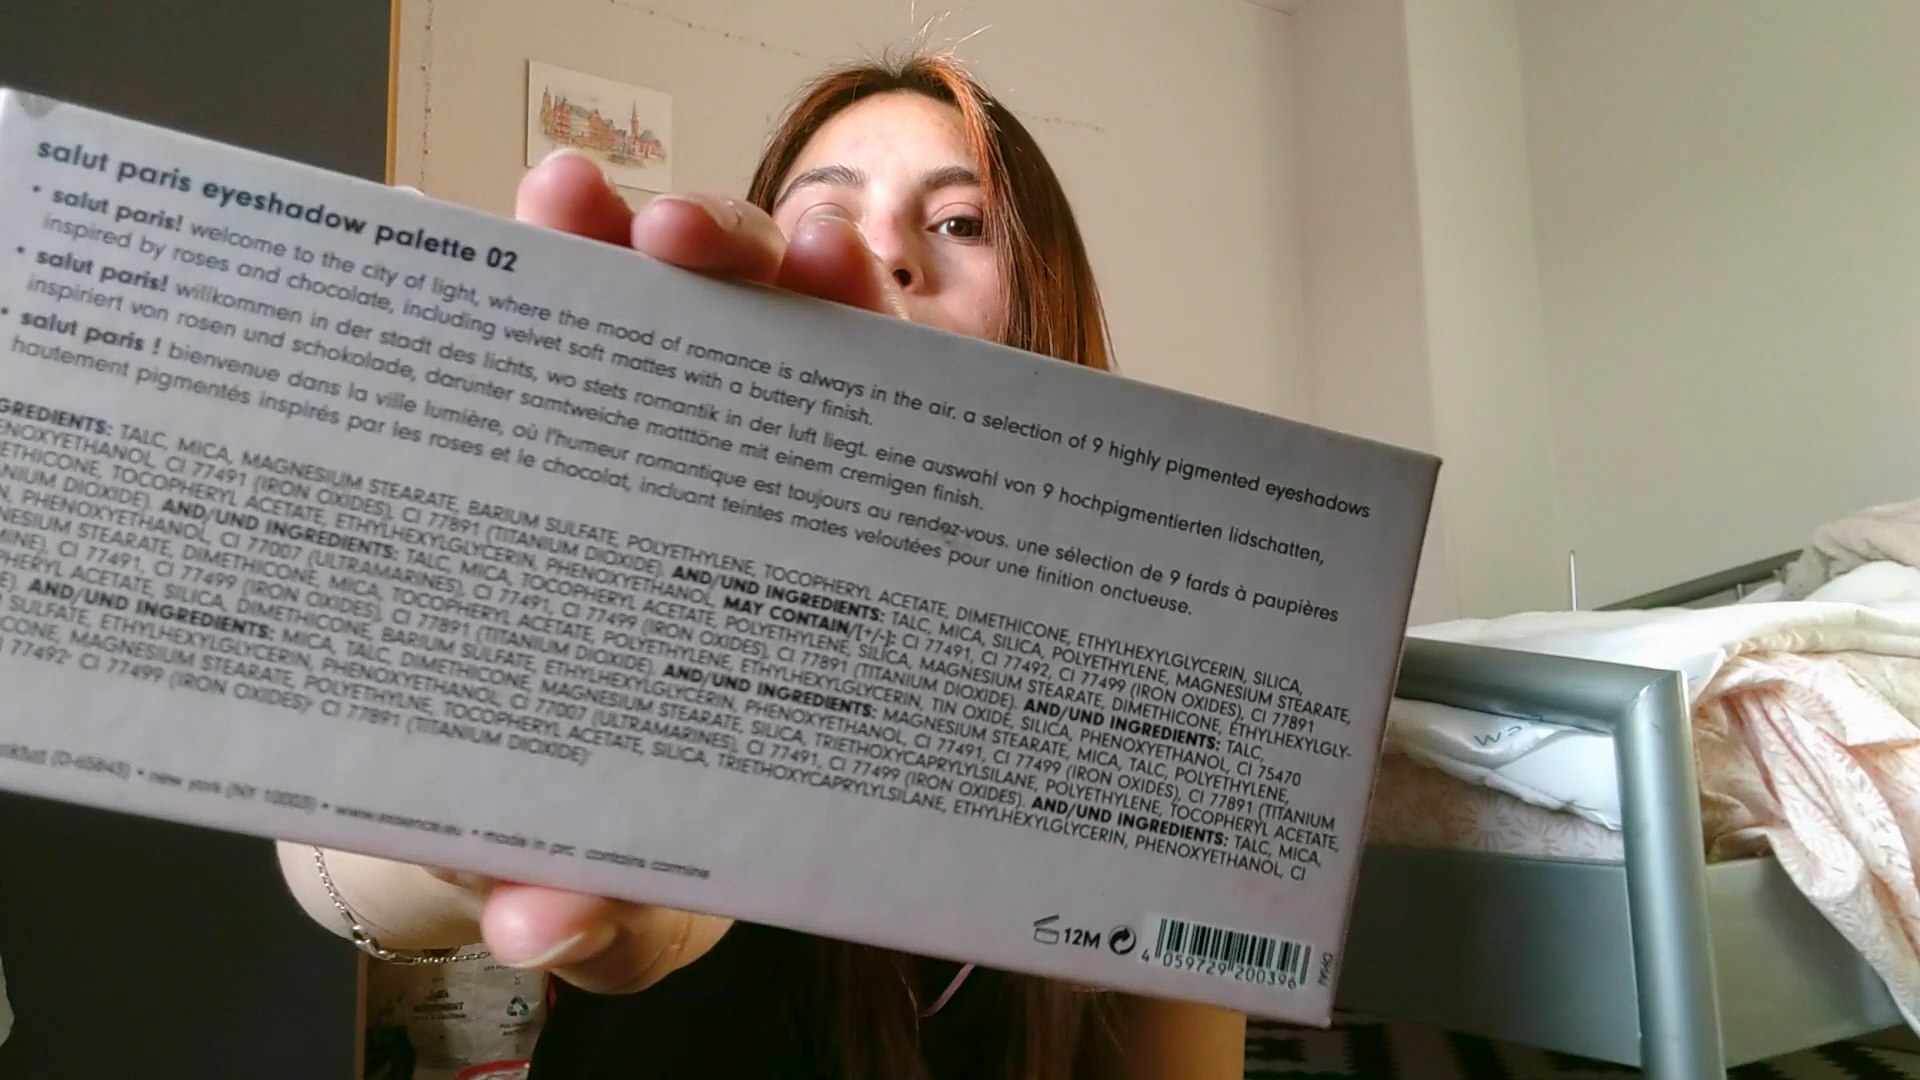 salut paris eyeshadow palette 02
• salut paris! welcome to the city of light, where the mood of romance is always in the air. a selection of 9 highly pigmented eyeshadows
inspired by roses and chocolate, including velvet soft mattes with a buttery finish.
• salut paris! willkommen in der stadt des lichts, wo stets romantik in der luft liegt. eine auswahl von 9 hochpigmentierten lidschatten,
inspiriert von rosen und schokolade, darunter samtweiche matttöne mit einem cremigen finish.
• salut paris ! bienvenue dans la ville lumière, où l'humeur romantique est toujours au rendez-vous. une sélection de 9 fards à paupières
hautement pigmentés inspirés par les roses et le chocolat, incluant teintes mates veloutées pour une finition onctueuse.
GREDIENTS: TALC, MICA, MAGNESIUM STEARATE, BARIUM SULFATE, POLYETHYLENE, TOCOPHERYL ACETATE, DIMETHICONE, ETHYLHEXYLGLYCERIN, SILICA,
ENOXYETHANOL, CI 77491 (IRON OXIDES), CI 77891 (TITANIUM DIOXIDE). AND/UND INGREDIENTS: TALC, MICA, SILICA, POLYETHYLENE, MAGNESIUM STEARATE,
ETHICONE, TOCOPHERYL ACETATE, ETHYLHEXYLGLYCERIN, PHENOXYETHANOL, MAY CONTAIN/[+/-]: CI 77491, CI 77492, CI 77499 (IRON OXIDES), CI 77891
NIUM DIOXIDE). AND/UND INGREDIENTS: TALC, MICA, TOCOPHERYL ACETATE, POLYETHYLENE, SILICA, MAGNESIUM STEARATE, DIMETHICONE, ETHYLHEXYLGLY-
N, PHENOXYETHANOL, CI 77007 (ULTRAMARINES), CI 77491, CI 77499 (IRON OXIDES), CI 77891 (TITANIUM DIOXIDE). AND/UND INGREDIENTS: TALC,
NESIUM STEARATE, DIMETHICONE, MICA, TOCOPHERYL ACETATE, POLYETHYLENE, ETHYLHEXYLGLYCERIN, TIN OXIDE, SILICA, PHENOXYETHANOL, CI 75470
MINE), CI 77491, CI 77499 (IRON OXIDES), CI 77891 (TITANIUM DIOXIDE). AND/UND INGREDIENTS: MAGNESIUM STEARATE, MICA, TALC, POLYETHYLENE,
PHERYL ACETATE, SILICA, DIMETHICONE, BARIUM SULFATE, ETHYLHEXYLGLYCERIN, PHENOXYETHANOL, CI 77491, CI 77499 (IRON OXIDES), CI 77891 (TITANIUM
E). AND/UND INGREDIENTS: MICA, TALC, DIMETHICONE, MAGNESIUM STEARATE, SILICA, TRIETHOXYCAPRYLYLSILANE, POLYETHYLENE, TOCOPHERYL ACETATE,
SULFATE, ETHYLHEXYLGLYCERIN, PHENOXYETHANOL, CI 77007 (ULTRAMARINES), CI 77491, CI 77499 (IRON OXIDES). AND/UND INGREDIENTS: TALC, MICA,
CONE, MAGNESIUM STEARATE, POLYETHYLNE, TOCOPHERYL ACETATE, SILICA, TRIETHOXYCAPRYLYLSILANE, ETHYLHEXYLGLYCERIN, PHENOXYETHANOL, CI
77492, CI 77499 (IRON OXIDES), CI 77891 (TITANIUM DIOXIDE)
nkfurt (D-65843) • new york (NY 10003) • www.essence.eu • made in prc contains carmine
12M
4 059729 200396